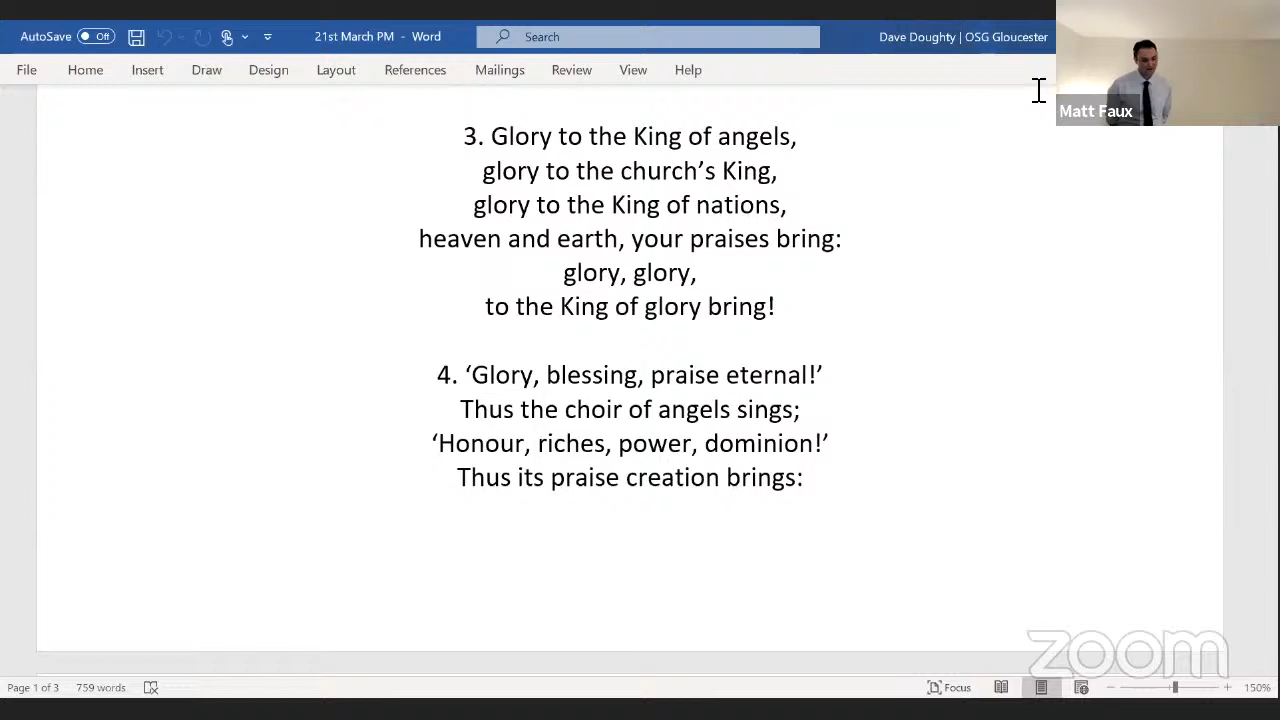 AutoSave Off 21st March PM - Word Search Dave Doughty | OSG Gloucester
File Home Insert Draw Design Layout References Mailings Review View Help
Matt Faux
3. Glory to the King of angels,
glory to the church’s King,
glory to the King of nations,
heaven and earth, your praises bring:
glory, glory,
to the King of glory bring!
4. ‘Glory, blessing, praise eternal!’
Thus the choir of angels sings;
‘Honour, riches, power, dominion!’
Thus its praise creation brings:
zoom
Page 1 of 3 759 words Focus 150%